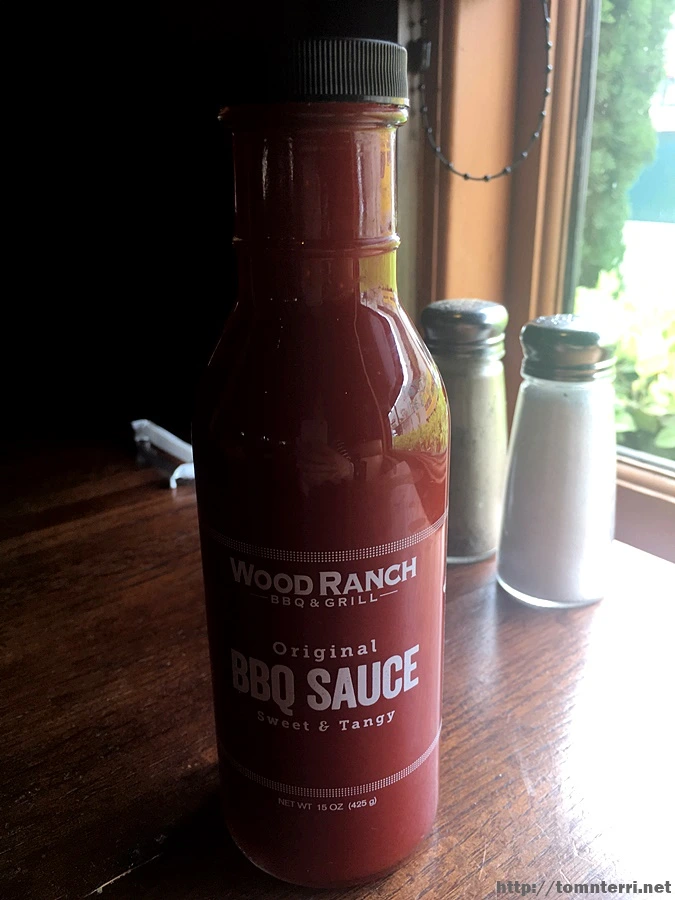 WOOD RANCH
BBQ & GRILL
Original
BBQ SAUCE
Sweet & Tangy
NET WT 15 OZ (425 g)
http://tomnterri.net